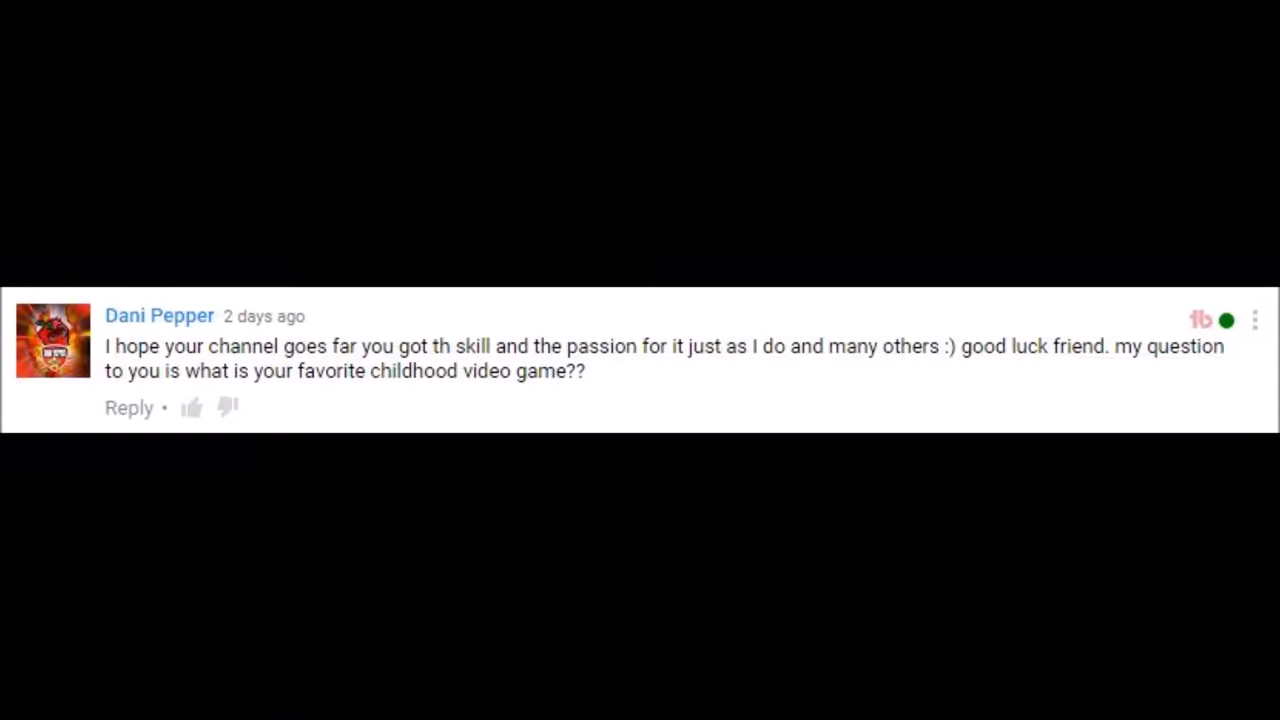 Dani Pepper 2 days ago
I hope your channel goes far you got th skill and the passion for it just as I do and many others :) good luck friend. my question
to you is what is your favorite childhood video game??
Reply •